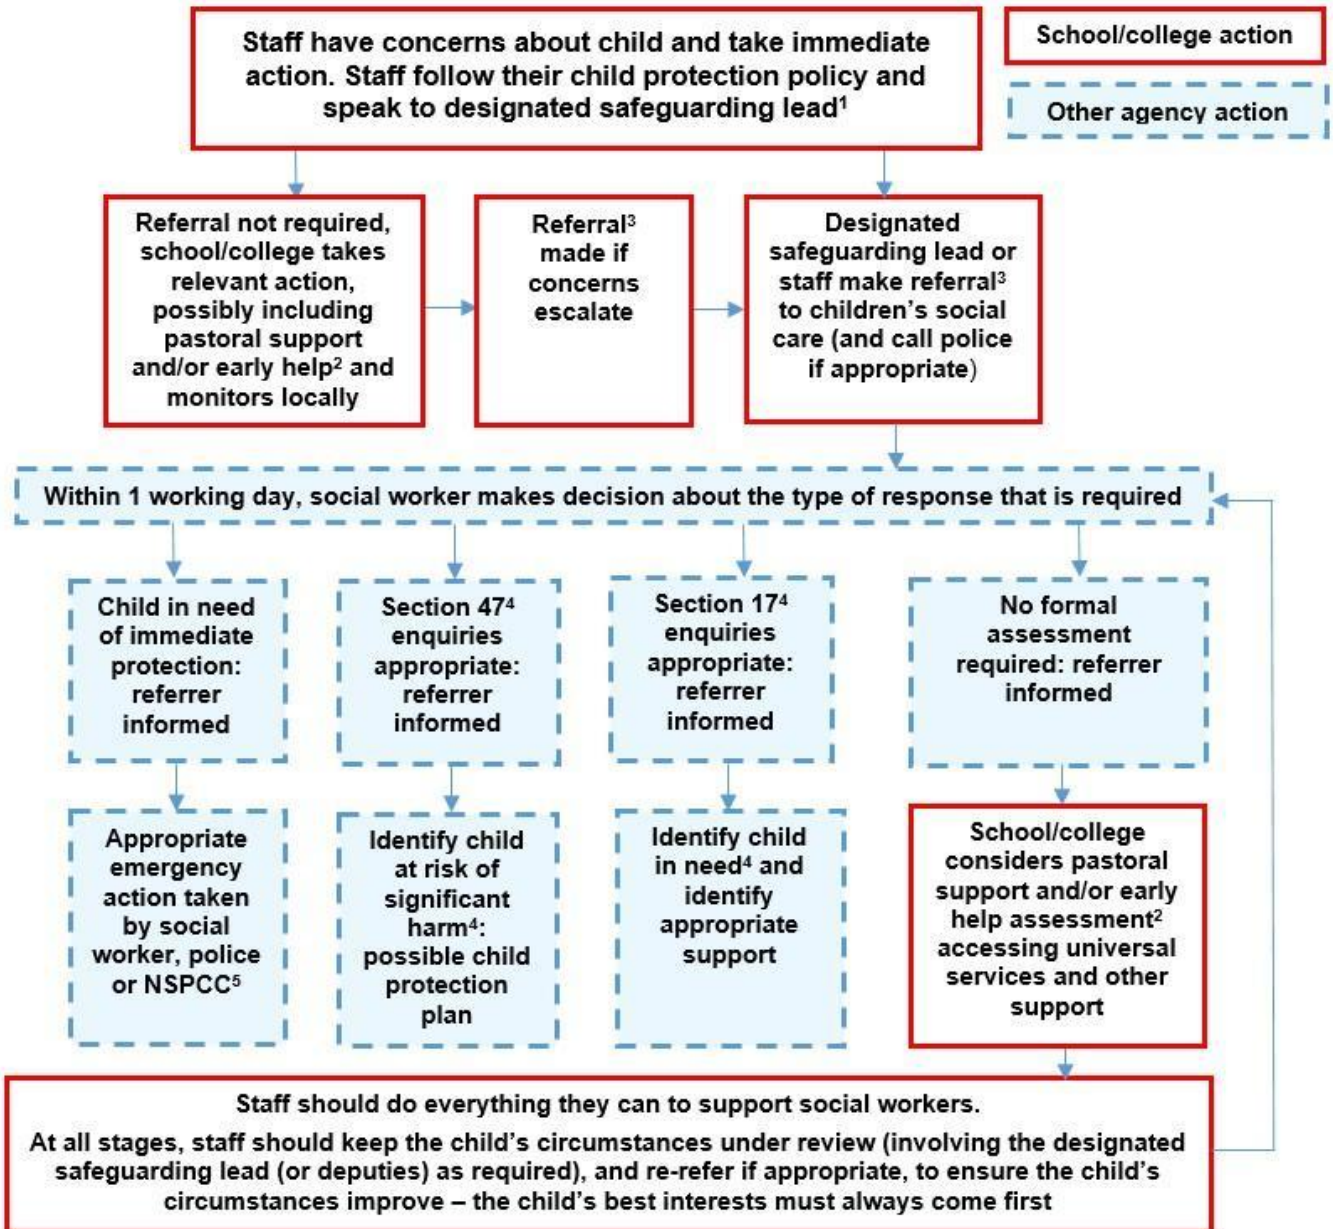 Staff have concerns about child and take immediate
action. Staff follow their child protection policy and
speak to designated safeguarding lead¹
School/college action
Other agency action
Referral not required,
school/college takes
relevant action,
possibly including
pastoral support
and/or early help² and
monitors locally
Referral³
made if
concerns
escalate
Designated
safeguarding lead or
staff make referral³
to children’s social
care (and call police
if appropriate)
Within 1 working day, social worker makes decision about the type of response that is required
Child in need
of immediate
protection:
referrer
informed
Section 47⁴
enquiries
appropriate:
referrer
informed
Section 17⁴
enquiries
appropriate:
referrer
informed
No formal
assessment
required: referrer
informed
Appropriate
emergency
action taken
by social
worker, police
or NSPCC⁵
Identify child
at risk of
significant
harm⁴:
possible child
protection
plan
Identify child
in need⁴ and
identify
appropriate
support
School/college
considers pastoral
support and/or early
help assessment²
accessing universal
services and other
support
Staff should do everything they can to support social workers.
At all stages, staff should keep the child’s circumstances under review (involving the designated
safeguarding lead (or deputies) as required), and re-refer if appropriate, to ensure the child’s
circumstances improve – the child’s best interests must always come first